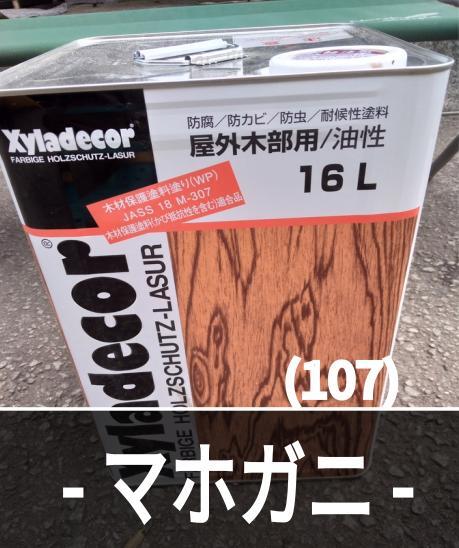 防腐／防カビ／防虫／耐候性塗料
Xyladecor®
FARBIGE HOLZSCHUTZ-LASUR
屋外木部用/油性
16L
木材保護塗料塗り(WP)
JASS 18 M-307
木材保護塗料(かび抵抗性を含む)適合品
Xyladecor
FARBIGE HOLZSCHUTZ-LASUR
(107)
- マホガニ -